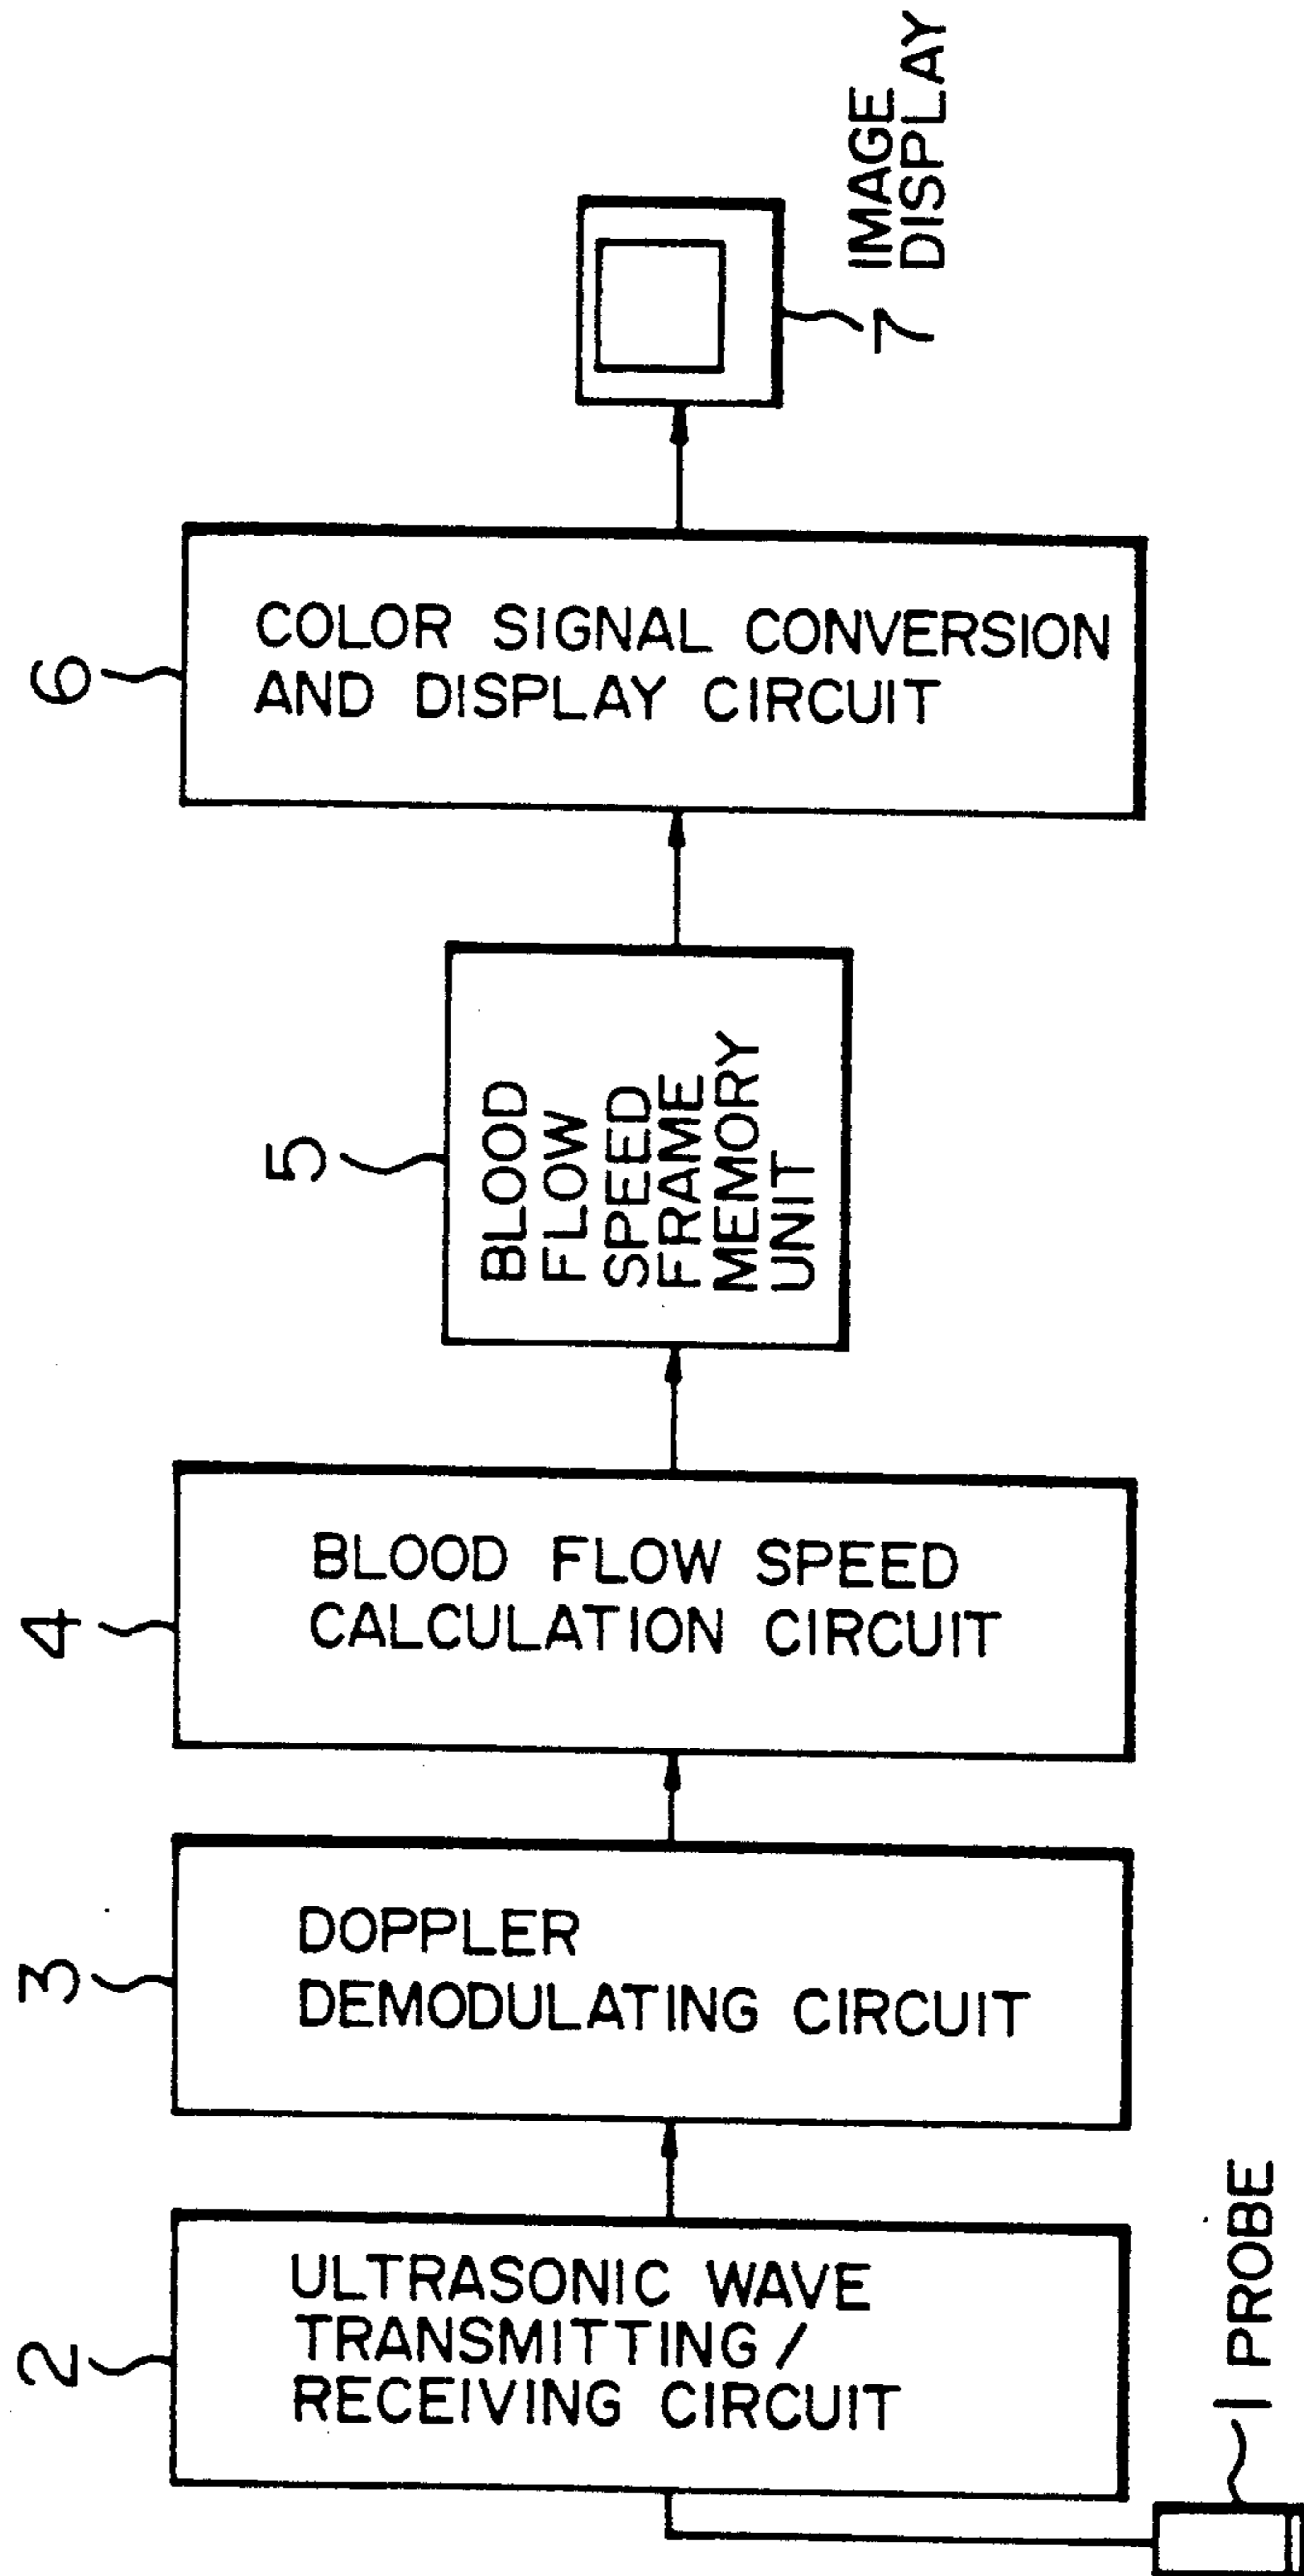 1 PROBE
2
ULTRASONIC WAVE
TRANSMITTING/
RECEIVING CIRCUIT
3
DOPPLER
DEMODULATING CIRCUIT
4
BLOOD FLOW SPEED
CALCULATION CIRCUIT
5
BLOOD
FLOW
SPEED
FRAME
MEMORY
UNIT
6
COLOR SIGNAL CONVERSION
AND DISPLAY CIRCUIT
7 IMAGE
DISPLAY